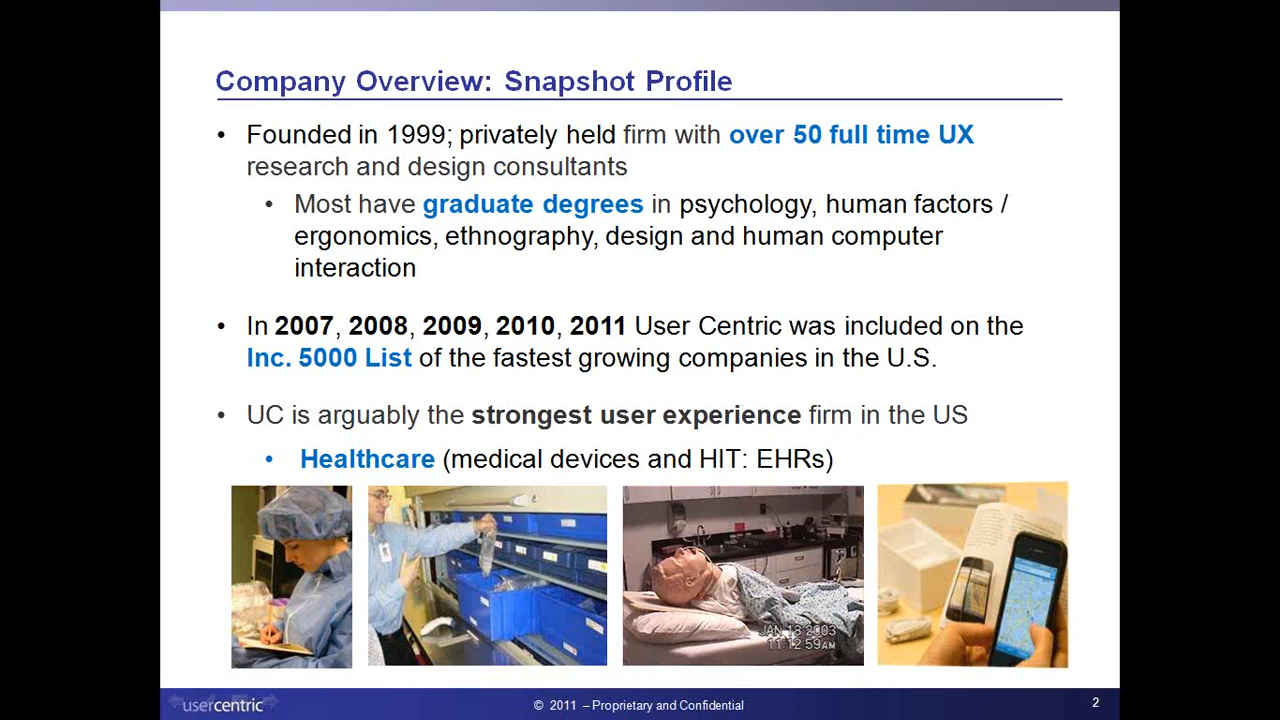 Company Overview: Snapshot Profile
• Founded in 1999; privately held firm with over 50 full time UX
research and design consultants
• Most have graduate degrees in psychology, human factors /
ergonomics, ethnography, design and human computer
interaction
• In 2007, 2008, 2009, 2010, 2011 User Centric was included on the
Inc. 5000 List of the fastest growing companies in the U.S.
• UC is arguably the strongest user experience firm in the US
• Healthcare (medical devices and HIT: EHRs)
JAN 18 2003
11:12:59AM
usercentric
© 2011 – Proprietary and Confidential
2